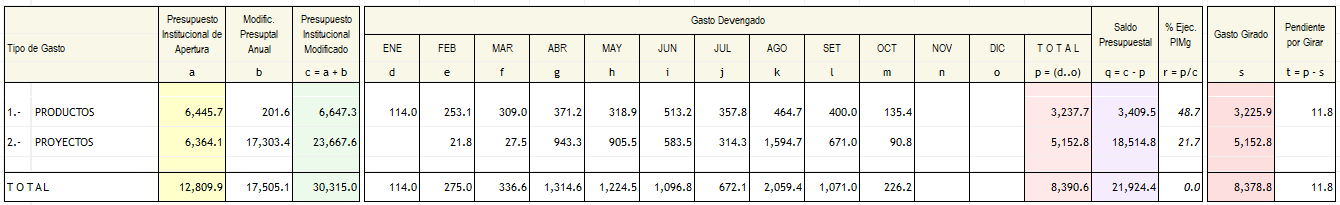 Tipo de Gasto Presupuesto Institucional de Apertura Modific. Presuptal Anual Presupuesto Institucional Modificado Gasto Devengado Saldo Presupuestal % Ejec. PIMg Gasto Girado Pendiente por Girar
ENE FEB MAR ABR MAY JUN JUL AGO SET OCT NOV DIC T O T A L
a b c = a + b d e f g h i j k l m n o p = (d..o) q = c - p r = p/c s t = p - s
1.- PRODUCTOS 6,445.7 201.6 6,647.3 114.0 253.1 309.0 371.2 318.9 513.2 357.8 464.7 400.0 135.4 3,237.7 3,409.5 48.7 3,225.9 11.8
2.- PROYECTOS 6,364.1 17,303.4 23,667.6 21.8 27.5 943.3 905.5 583.5 314.3 1,594.7 671.0 90.8 5,152.8 18,514.8 21.7 5,152.8
T O T A L 12,809.9 17,505.1 30,315.0 114.0 275.0 336.6 1,314.6 1,224.5 1,096.8 672.1 2,059.4 1,071.0 226.2 8,390.6 21,924.4 0.0 8,378.8 11.8